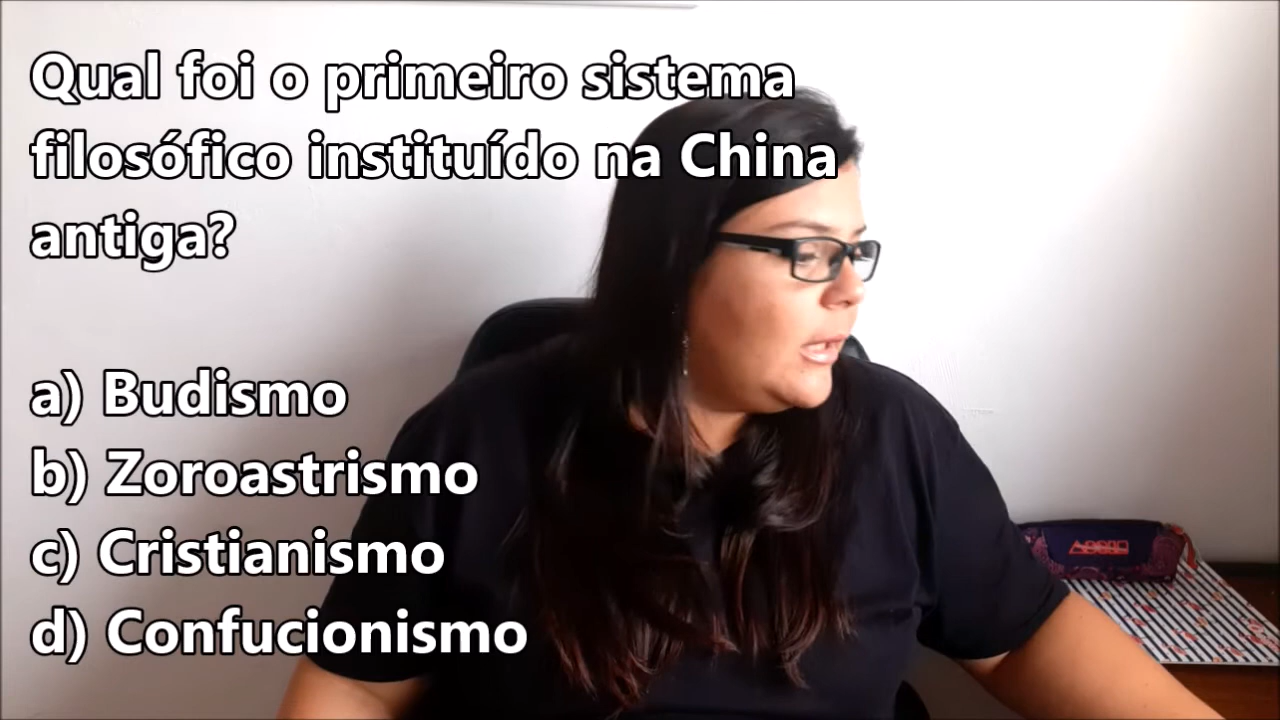 Qual foi o primeiro sistema
filosófico instituído na China
antiga?
a) Budismo
b) Zoroastrismo
c) Cristianismo
d) Confucionismo